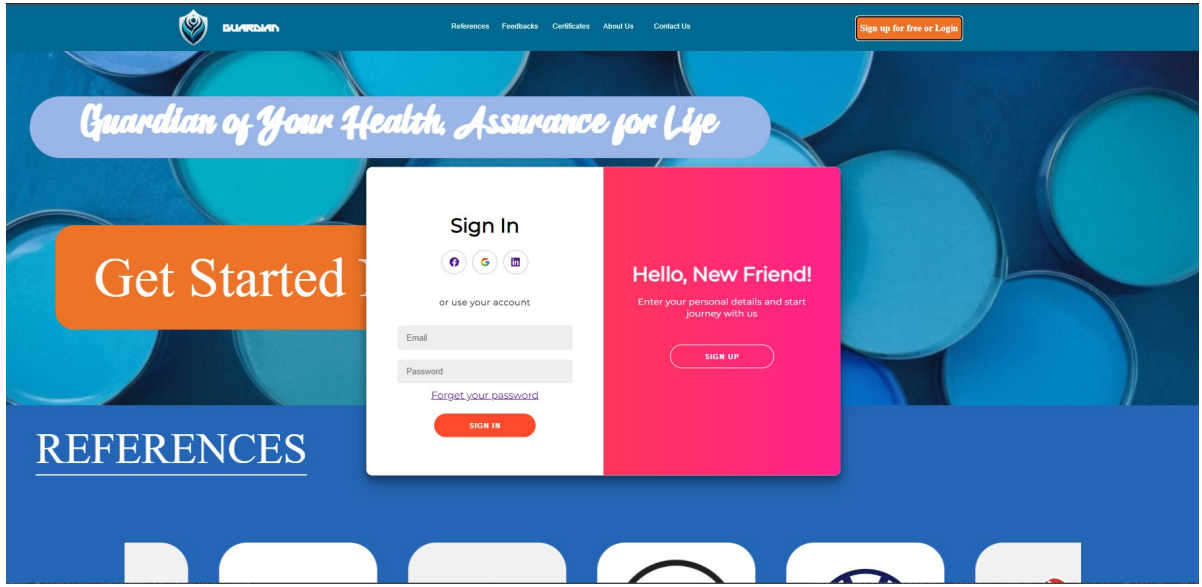 GUARDIAN
References Feedbacks Certificates About Us Contact Us
Sign up for free or Login
Guardian of Your Health, Assurance for Life
Get Started
Sign In
or use your account
Email
Password
Forget your password
SIGN IN
Hello, New Friend!
Enter your personal details and start
journey with us
SIGN UP
REFERENCES